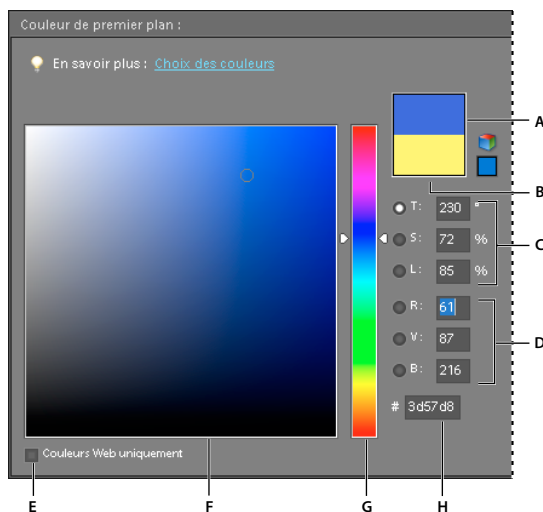 Couleur de premier plan :
En savoir plus : Choix des couleurs
A
B
T: 230 °
S: 72 %
L: 85 %
C
R: 61
V: 87
B: 216
D
# 3d57d8
Couleurs Web uniquement
E F G H